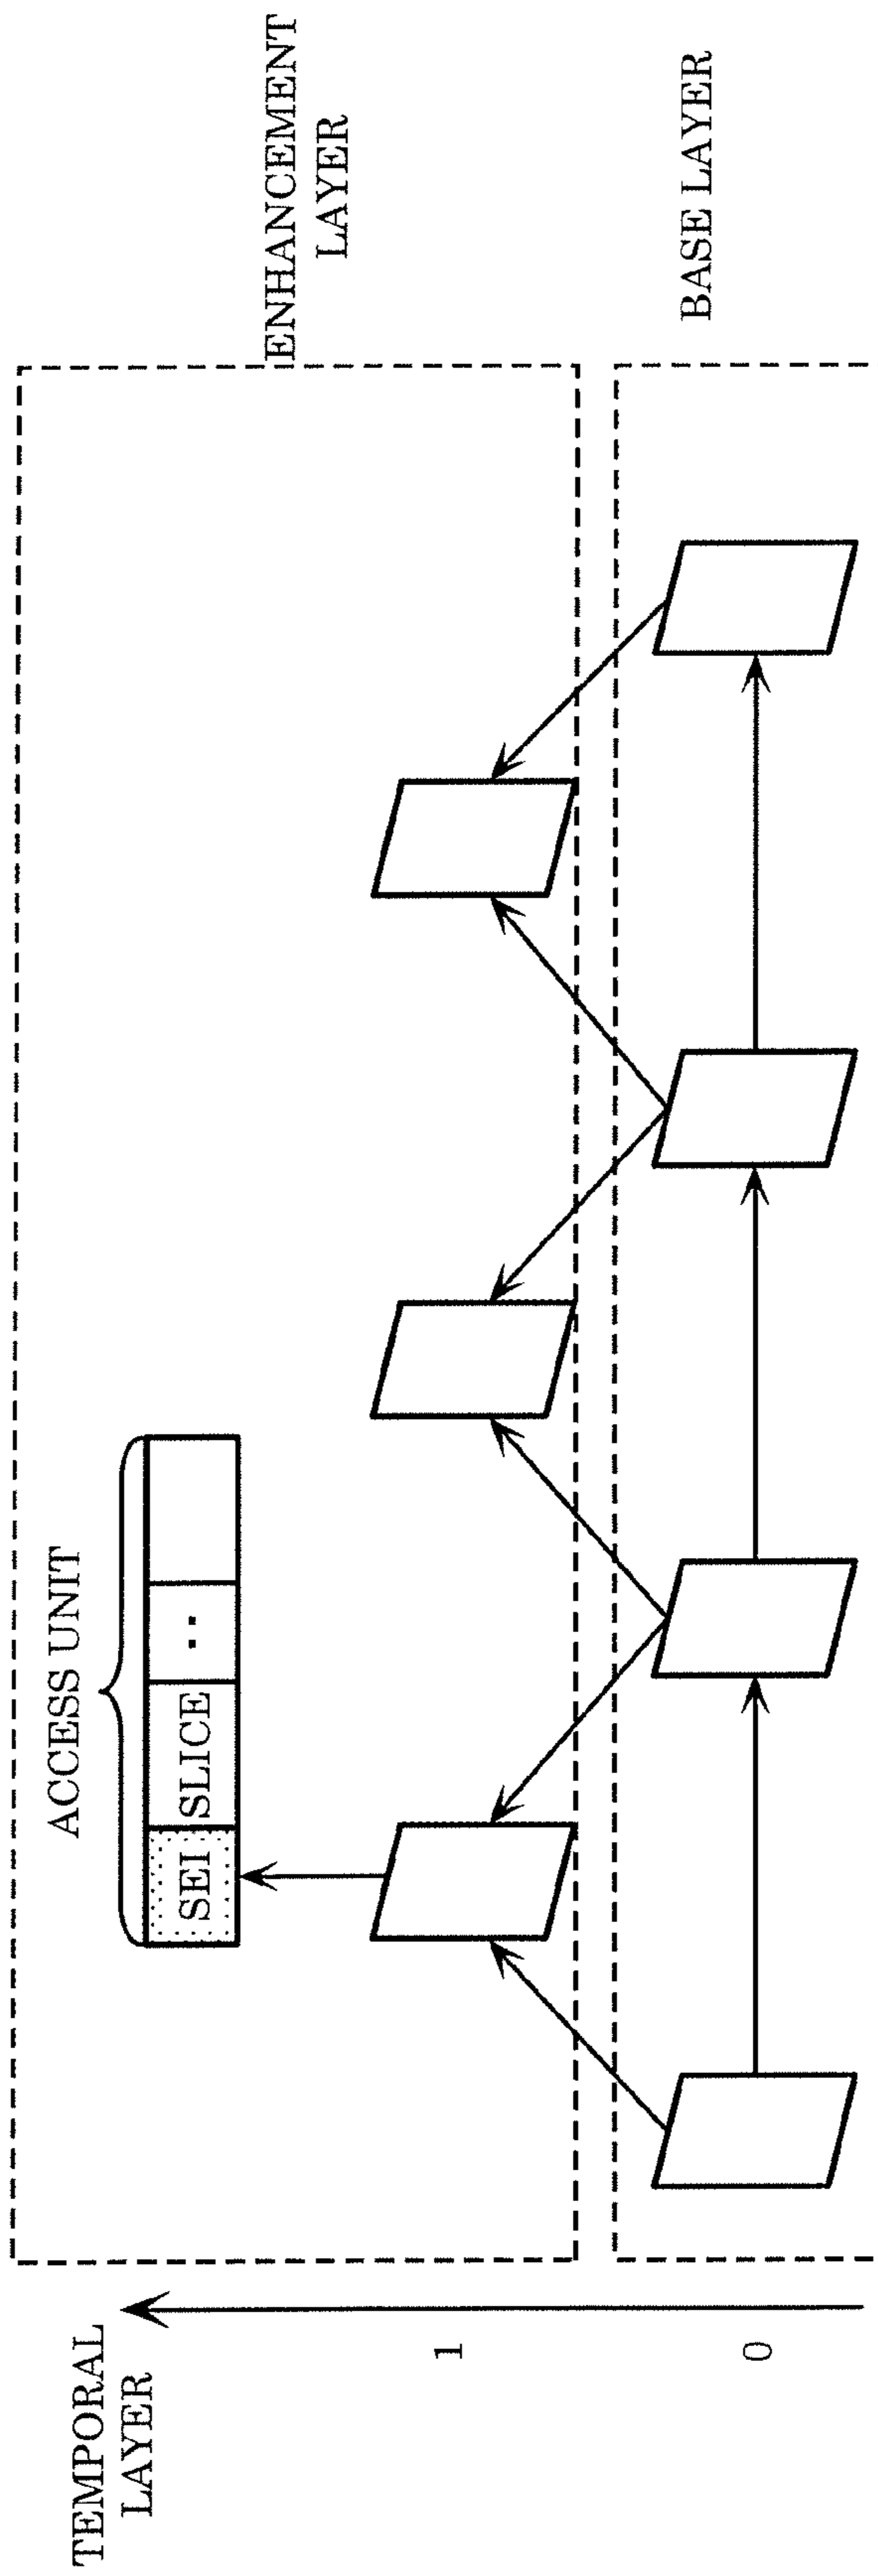 TEMPORAL
LAYER
1
0
ACCESS UNIT
SEI
SLICE
..
ENHANCEMENT
LAYER
BASE LAYER